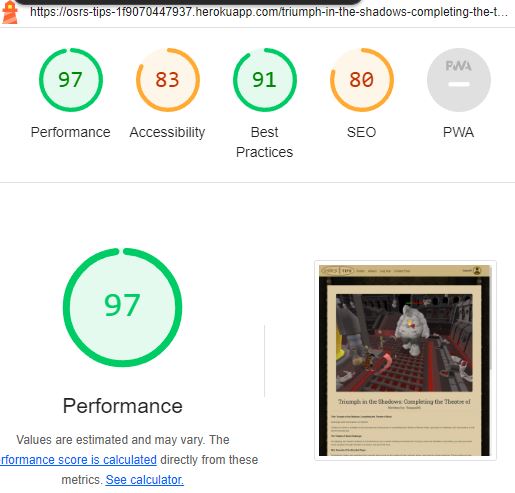 https://osrs-tips-1f9070447937.herokuapp.com/triumph-in-the-shadows-completing-the-t...
97 83 91 80 PWA
Performance Accessibility Best Practices SEO PWA
97
Performance
Values are estimated and may vary. The
rformance score is calculated directly from these
metrics. See calculator.
Triumph in the Shadows: Completing the Theatre of